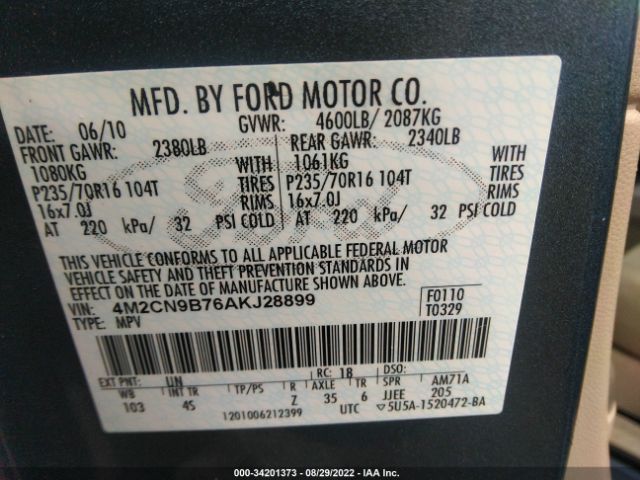 MFD. BY FORD MOTOR CO.
DATE: 06/10 GVWR: 4600LB/ 2087KG
FRONT GAWR: 2380LB REAR GAWR: 2340LB
1080KG WITH 1061KG WITH
P235/70R16 104T TIRES P235/70R16 104T TIRES
16x7.0J RIMS 16x7.0J RIMS
AT 220 kPa/ 32 PSI COLD AT 220 kPa/ 32 PSI COLD
Ford
THIS VEHICLE CONFORMS TO ALL APPLICABLE FEDERAL MOTOR
VEHICLE SAFETY AND THEFT PREVENTION STANDARDS IN
EFFECT ON THE DATE OF MANUFACTURE SHOWN ABOVE.
VIN: 4M2CN9B76AKJ28899 F0110
TYPE: MPV T0329
EXT PNT: UN RC: 18 DSO:
WB INT TR TP/PS R AXLE TR SPR AM71A
103 4S Z 35 6 JJEE 205
1201006212399 UTC ▽5U5A-1520472-BA
000-34201373 - 08/29/2022 - IAA Inc.